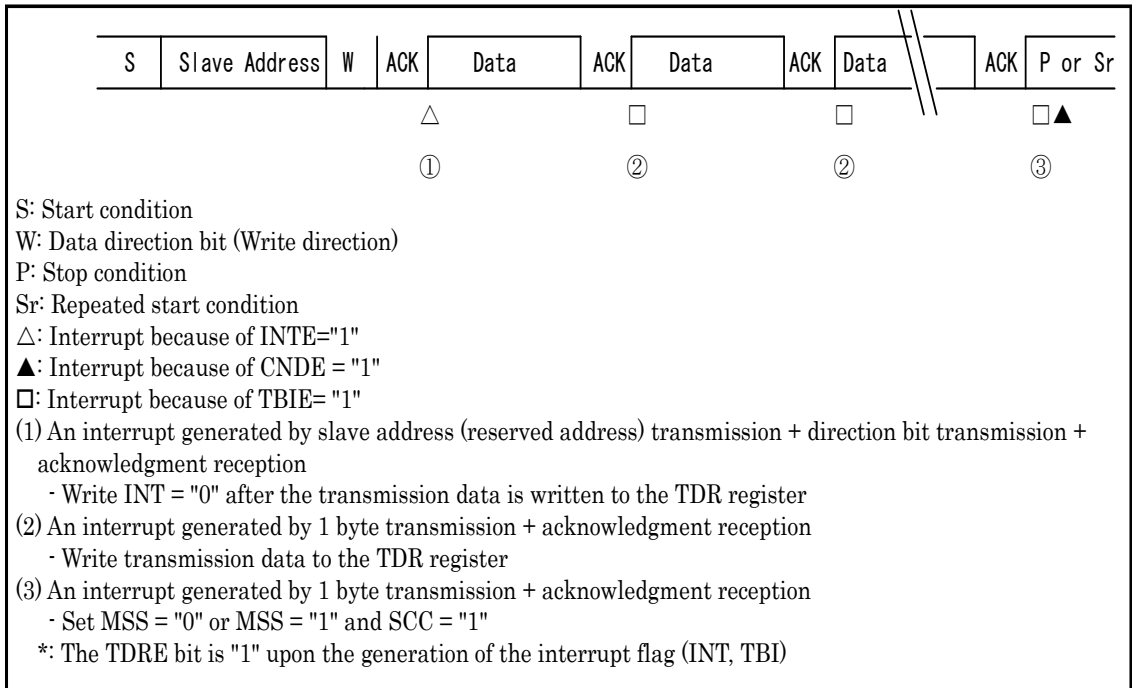 S Slave Address W ACK Data ACK Data ACK Data ACK P or Sr
△ □ □ □▲
① ② ② ③
S: Start condition
W: Data direction bit (Write direction)
P: Stop condition
Sr: Repeated start condition
△: Interrupt because of INTE="1"
▲: Interrupt because of CNDE = "1"
□: Interrupt because of TBIE= "1"
(1) An interrupt generated by slave address (reserved address) transmission + direction bit transmission +
acknowledgment reception
- Write INT = "0" after the transmission data is written to the TDR register
(2) An interrupt generated by 1 byte transmission + acknowledgment reception
- Write transmission data to the TDR register
(3) An interrupt generated by 1 byte transmission + acknowledgment reception
- Set MSS = "0" or MSS = "1" and SCC = "1"
*: The TDRE bit is "1" upon the generation of the interrupt flag (INT, TBI)